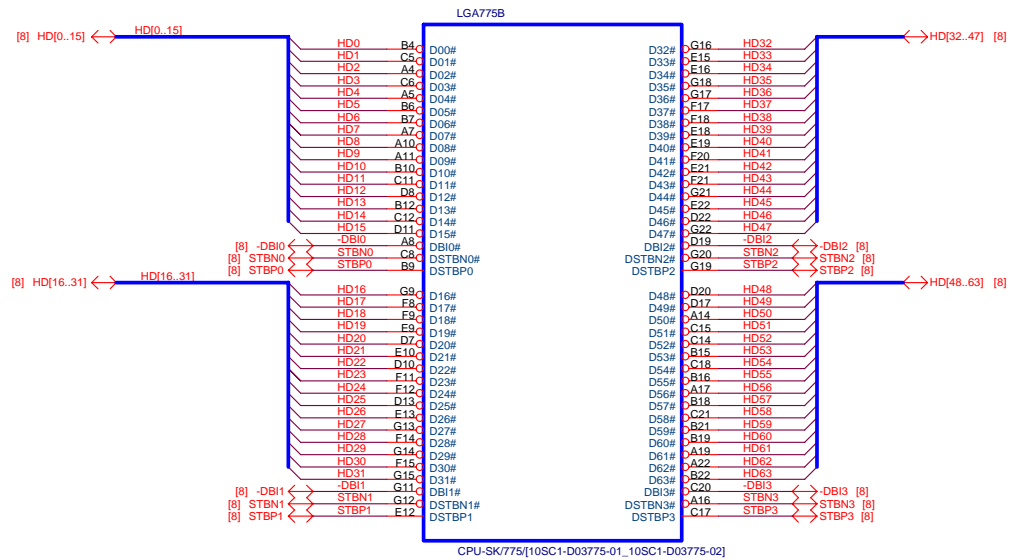 LGA775B
[8] HD[0..15] HD[0..15] HD[32..47] [8]
HD0 B4 D00# D32# G16 HD32
HD1 C5 D01# D33# E15 HD33
HD2 A4 D02# D34# E16 HD34
HD3 C6 D03# D35# G18 HD35
HD4 A5 D04# D36# G17 HD36
HD5 B6 D05# D37# F17 HD37
HD6 B7 D06# D38# F18 HD38
HD7 A7 D07# D39# E18 HD39
HD8 A10 D08# D40# E19 HD40
HD9 A11 D09# D41# F20 HD41
HD10 B10 D10# D42# E21 HD42
HD11 C11 D11# D43# F21 HD43
HD12 D8 D12# D44# G21 HD44
HD13 B12 D13# D45# E22 HD45
HD14 C12 D14# D46# D22 HD46
HD15 D11 D15# D47# G22 HD47
[8] -DBI0 -DBI0 A8 DBI0# DBI2# D19 -DBI2 -DBI2 [8]
[8] STBN0 STBN0 C8 DSTBN0# DSTBN2# G20 STBN2 STBN2 [8]
[8] STBP0 STBP0 B9 DSTBP0 DSTBP2 G19 STBP2 STBP2 [8]
[8] HD[16..31] HD[16..31] HD[48..63] [8]
HD16 G9 D16# D48# D20 HD48
HD17 F8 D17# D49# D17 HD49
HD18 F9 D18# D50# A14 HD50
HD19 E9 D19# D51# C15 HD51
HD20 D7 D20# D52# C14 HD52
HD21 E10 D21# D53# B15 HD53
HD22 D10 D22# D54# C18 HD54
HD23 F11 D23# D55# B16 HD55
HD24 F12 D24# D56# A17 HD56
HD25 D13 D25# D57# B18 HD57
HD26 E13 D26# D58# C21 HD58
HD27 G13 D27# D59# B21 HD59
HD28 F14 D28# D60# B19 HD60
HD29 G14 D29# D61# A19 HD61
HD30 F15 D30# D62# A22 HD62
HD31 G15 D31# D63# B22 HD63
[8] -DBI1 -DBI1 G11 DBI1# DBI3# C20 -DBI3 -DBI3 [8]
[8] STBN1 STBN1 G12 DSTBN1# DSTBN3# A16 STBN3 STBN3 [8]
[8] STBP1 STBP1 E12 DSTBP1 DSTBP3 C17 STBP3 STBP3 [8]
CPU-SK/775/[10SC1-D03775-01_10SC1-D03775-02]